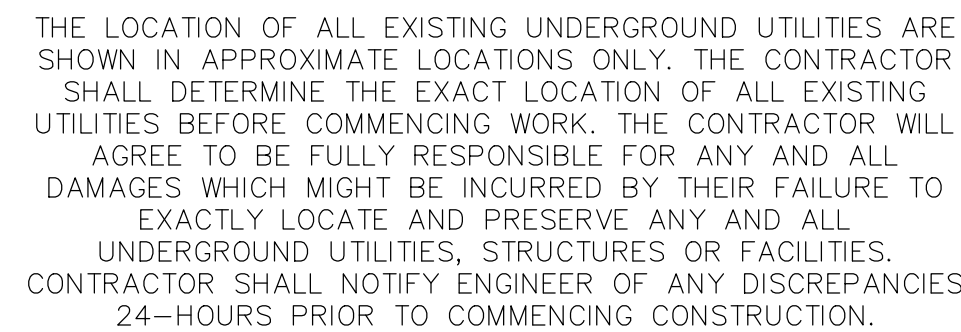 THE LOCATION OF ALL EXISTING UNDERGROUND UTILITIES ARE
SHOWN IN APPROXIMATE LOCATIONS ONLY. THE CONTRACTOR
SHALL DETERMINE THE EXACT LOCATION OF ALL EXISTING
UTILITIES BEFORE COMMENCING WORK. THE CONTRACTOR WILL
AGREE TO BE FULLY RESPONSIBLE FOR ANY AND ALL
DAMAGES WHICH MIGHT BE INCURRED BY THEIR FAILURE TO
EXACTLY LOCATE AND PRESERVE ANY AND ALL
UNDERGROUND UTILITIES, STRUCTURES OR FACILITIES.
CONTRACTOR SHALL NOTIFY ENGINEER OF ANY DISCREPANCIES
24-HOURS PRIOR TO COMMENCING CONSTRUCTION.